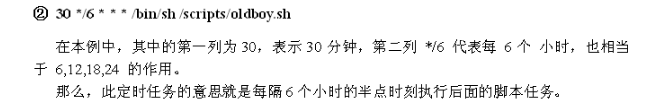 ② 30 */6 * * * /bin/sh /scripts/oldboy.sh
在本例中，其中的第一列为 30，表示 30 分钟，第二列 */6 代表每 6 个 小时，也相当
于 6,12,18,24 的作用。
那么，此定时任务的意思就是每隔 6 个小时的半点时刻执行后面的脚本任务。